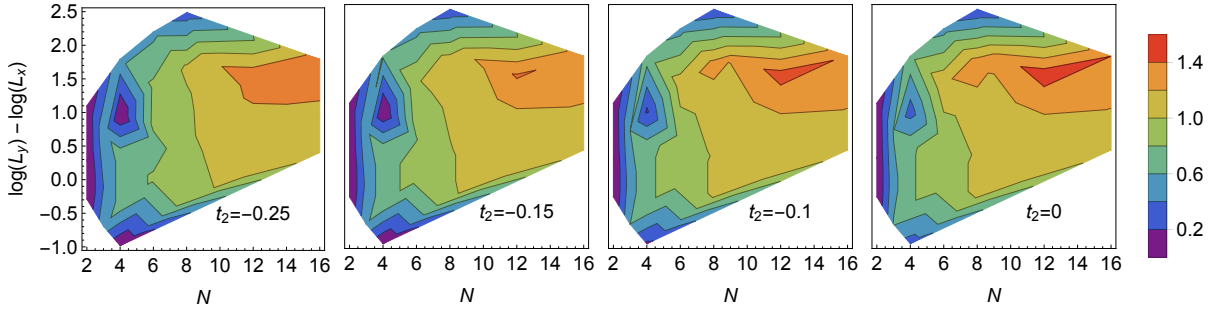 2.5
2.0
1.5
1.0
0.5
0.0
−0.5
−1.0
log(L_y) − log(L_x)
t₂=−0.25
t₂=−0.15
t₂=−0.1
t₂=0
2 4 6 8 10 12 14 16
2 4 6 8 10 12 14 16
2 4 6 8 10 12 14 16
2 4 6 8 10 12 14 16
N
N
N
N
1.4
1.0
0.6
0.2